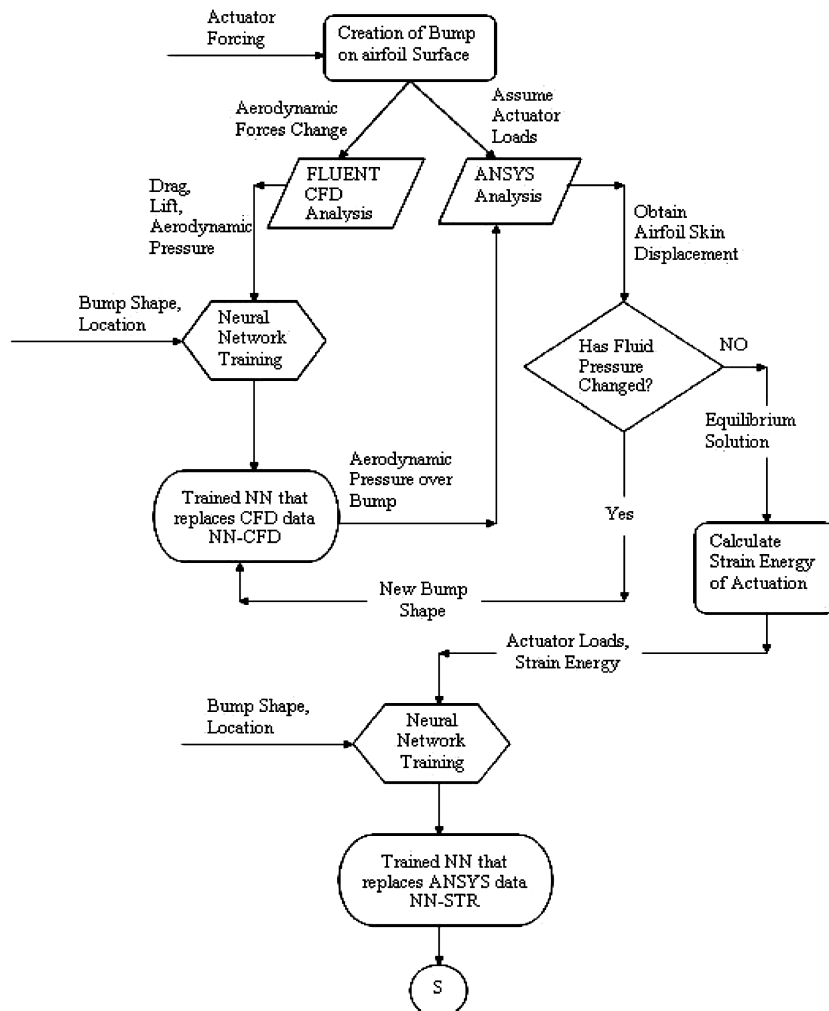 Actuator
Forcing
Creation of Bump
on airfoil Surface
Aerodynamic
Forces Change
Assume
Actuator
Loads
FLUENT
CFD
Analysis
ANSYS
Analysis
Drag,
Lift,
Aerodynamic
Pressure
Obtain
Airfoil Skin
Displacement
Bump Shape,
Location
Neural
Network
Training
Has Fluid
Pressure
Changed?
NO
Equilibrium
Solution
Aerodynamic
Pressure over
Bump
Trained NN that
replaces CFD data
NN-CFD
Yes
Calculate
Strain Energy
of Actuation
New Bump
Shape
Actuator Loads,
Strain Energy
Bump Shape,
Location
Neural
Network
Training
Trained NN that
replaces ANSYS data
NN-STR
S